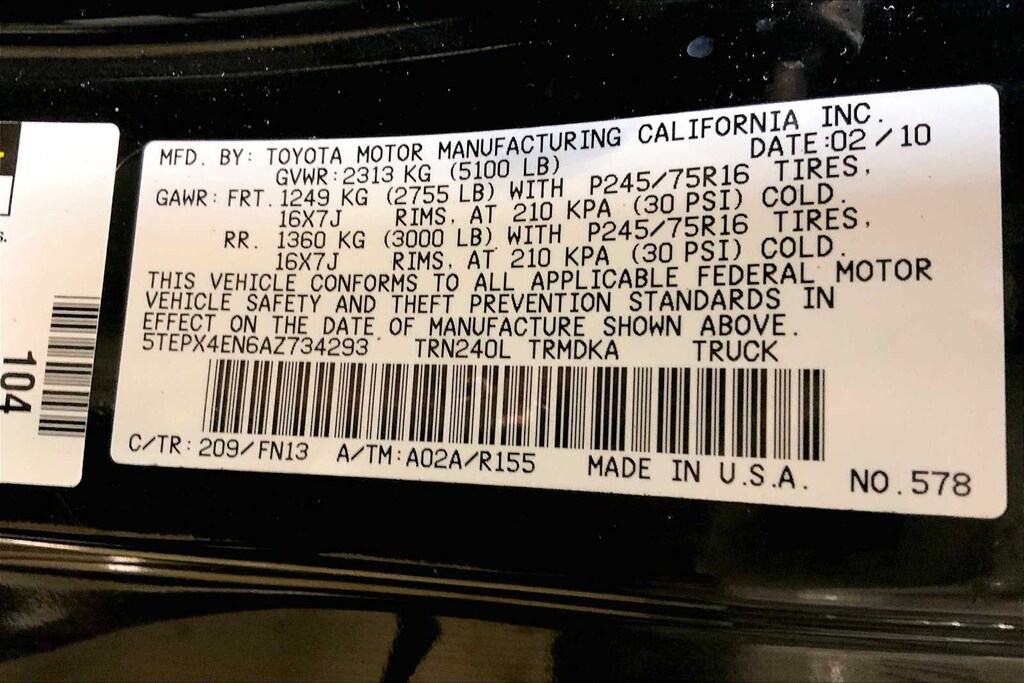 MFD. BY: TOYOTA MOTOR MANUFACTURING CALIFORNIA INC.
GVWR: 2313 KG (5100 LB) DATE:02/10
GAWR: FRT. 1249 KG (2755 LB) WITH P245/75R16 TIRES,
16X7J RIMS, AT 210 KPA (30 PSI) COLD.
RR. 1360 KG (3000 LB) WITH P245/75R16 TIRES,
16X7J RIMS, AT 210 KPA (30 PSI) COLD.
THIS VEHICLE CONFORMS TO ALL APPLICABLE FEDERAL MOTOR
VEHICLE SAFETY AND THEFT PREVENTION STANDARDS IN
EFFECT ON THE DATE OF MANUFACTURE SHOWN ABOVE.
5TEPX4EN6AZ734293 TRN240L TRMDKA TRUCK
C/TR: 209/FN13 A/TM: A02A/R155 MADE IN U.S.A. NO. 578
104